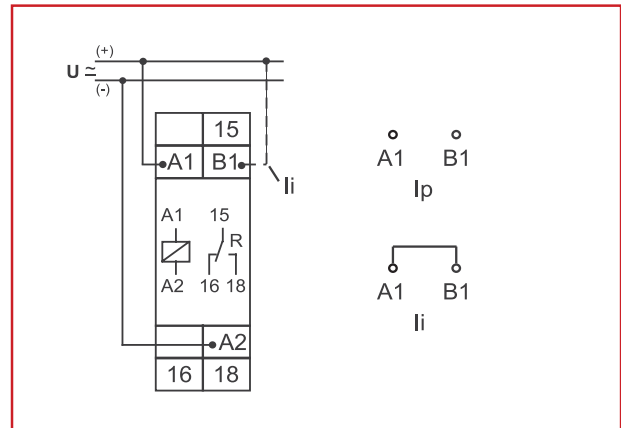 (+)
U ≃
(-)
15
A1 B1
Ii
A1 15
R
A2 16 18
A2
16 18
A1 B1
Ip
A1 B1
Ii